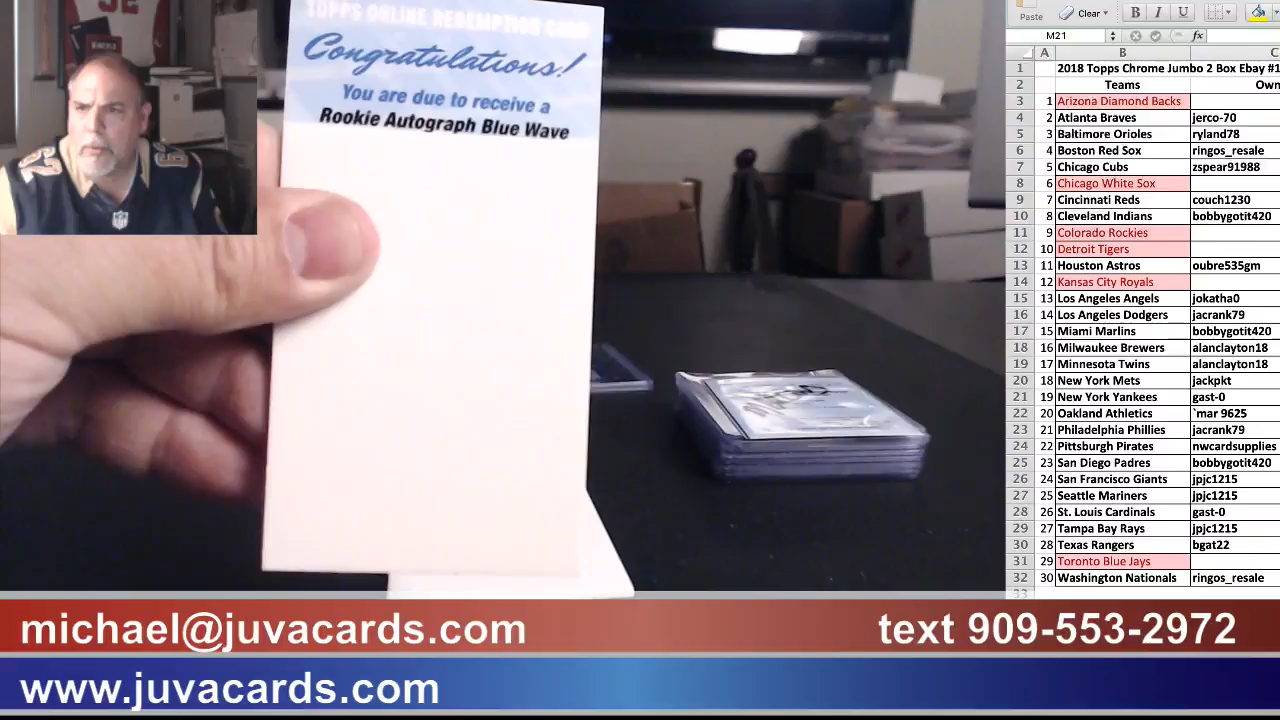 TOPPS ONLINE REDEMPTION CARD
Congratulations!
You are due to receive a
Rookie Autograph Blue Wave
Paste
Clear
B I U
M21
fx
A B C
1 2018 Topps Chrome Jumbo 2 Box Ebay #1
2 Teams Own
3 1 Arizona Diamond Backs
4 2 Atlanta Braves jerco-70
5 3 Baltimore Orioles ryland78
6 4 Boston Red Sox ringos_resale
7 5 Chicago Cubs zspear91988
8 6 Chicago White Sox
9 7 Cincinnati Reds couch1230
10 8 Cleveland Indians bobbygotit420
11 9 Colorado Rockies
12 10 Detroit Tigers
13 11 Houston Astros oubre535gm
14 12 Kansas City Royals
15 13 Los Angeles Angels jokatha0
16 14 Los Angeles Dodgers jacrank79
17 15 Miami Marlins bobbygotit420
18 16 Milwaukee Brewers alanclayton18
19 17 Minnesota Twins alanclayton18
20 18 New York Mets jackpkt
21 19 New York Yankees gast-0
22 20 Oakland Athletics `mar 9625
23 21 Philadelphia Phillies jacrank79
24 22 Pittsburgh Pirates nwcardsupplies
25 23 San Diego Padres bobbygotit420
26 24 San Francisco Giants jpjc1215
27 25 Seattle Mariners jpjc1215
28 26 St. Louis Cardinals gast-0
29 27 Tampa Bay Rays jpjc1215
30 28 Texas Rangers bgat22
31 29 Toronto Blue Jays
32 30 Washington Nationals ringos_resale
michael@juvacards.com
text 909-553-2972
www.juvacards.com